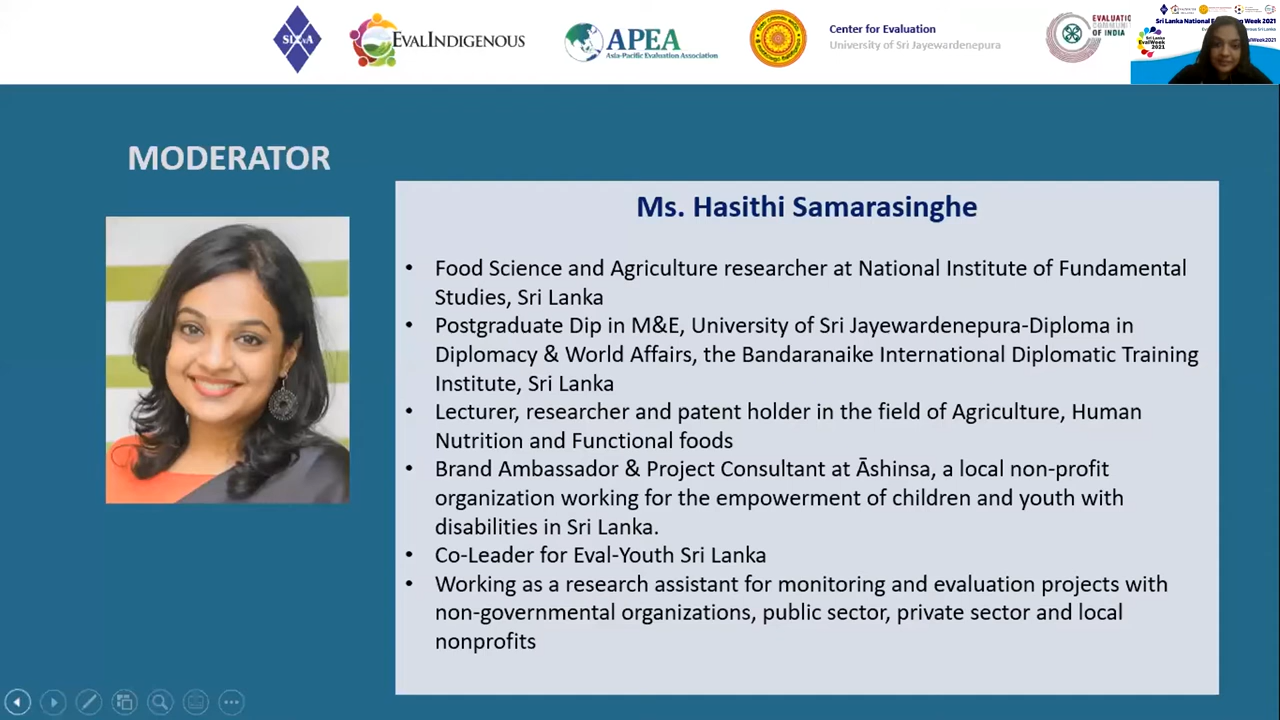 SLEvA
EvalIndigenous
APEA
Asia-Pacific Evaluation Association
Center for Evaluation
University of Sri Jayewardenepura
EVALUATIC
COMMUNIT
OF INDIA
Sri Lanka
EvalWeek
2021
MODERATOR
Ms. Hasithi Samarasinghe
• Food Science and Agriculture researcher at National Institute of Fundamental
Studies, Sri Lanka
• Postgraduate Dip in M&E, University of Sri Jayewardenepura-Diploma in
Diplomacy & World Affairs, the Bandaranaike International Diplomatic Training
Institute, Sri Lanka
• Lecturer, researcher and patent holder in the field of Agriculture, Human
Nutrition and Functional foods
• Brand Ambassador & Project Consultant at Āshinsa, a local non-profit
organization working for the empowerment of children and youth with
disabilities in Sri Lanka.
• Co-Leader for Eval-Youth Sri Lanka
• Working as a research assistant for monitoring and evaluation projects with
non-governmental organizations, public sector, private sector and local
nonprofits